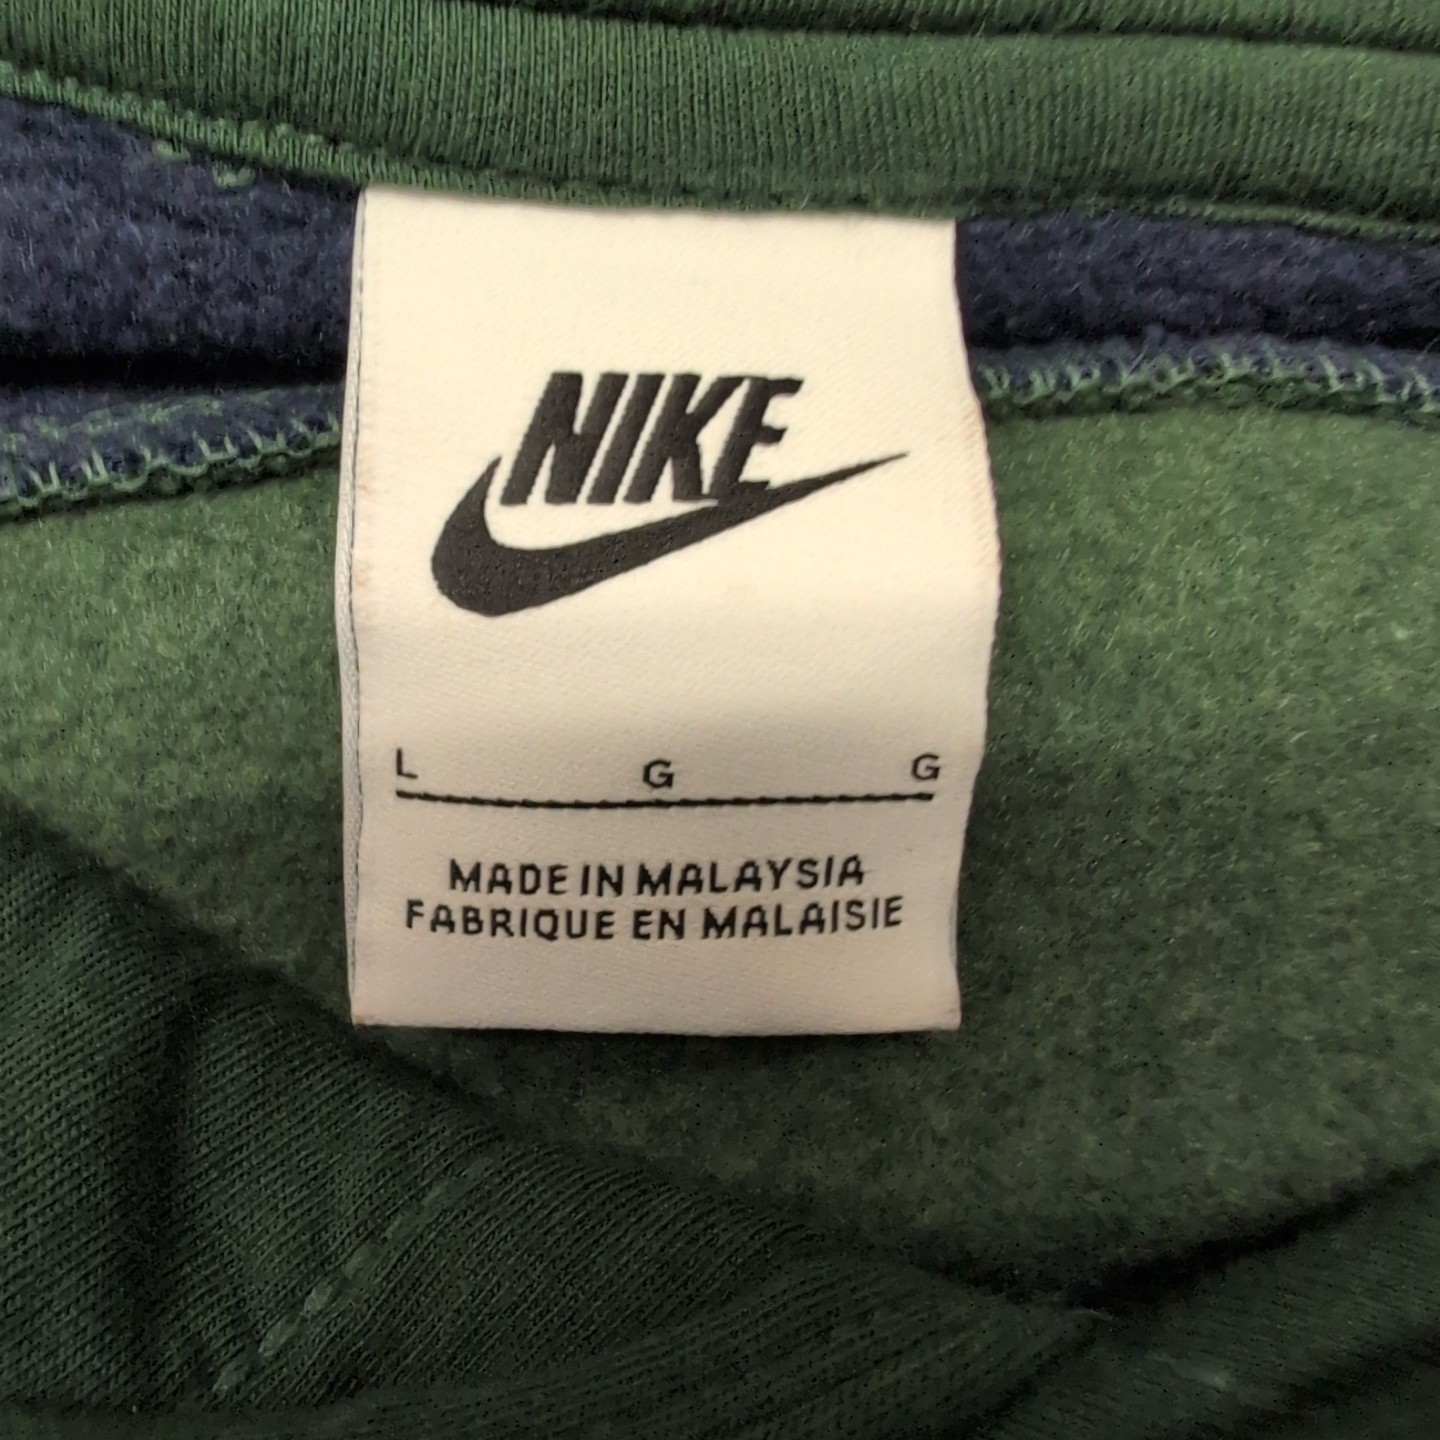 NIKE
L G G
MADE IN MALAYSIA
FABRIQUE EN MALAISIE